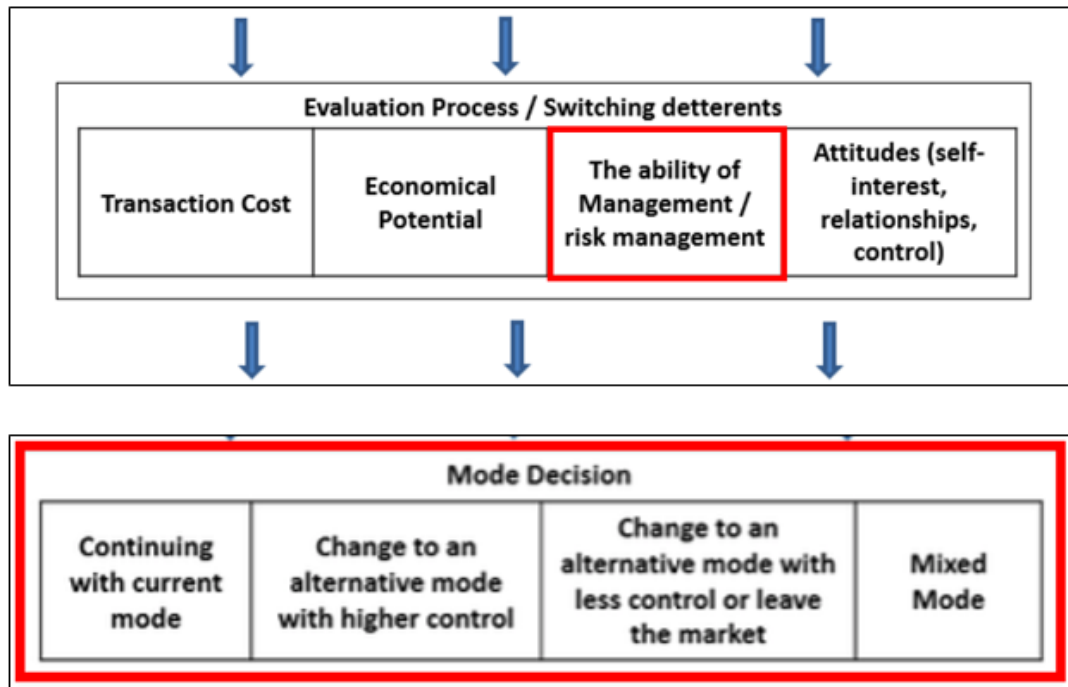 Evaluation Process / Switching detterents
Transaction Cost
Economical
Potential
The ability of
Management /
risk management
Attitudes (self-
interest,
relationships,
control)
Mode Decision
Continuing
with current
mode
Change to an
alternative mode
with higher control
Change to an
alternative mode with
less control or leave
the market
Mixed
Mode